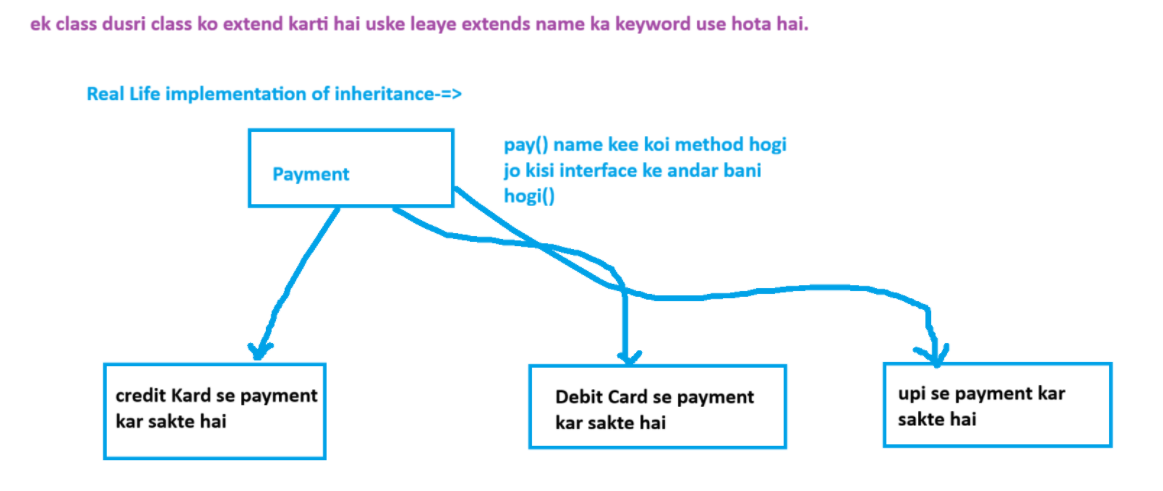 ek class dusri class ko extend karti hai uske leaye extends name ka keyword use hota hai.
Real Life implementation of inheritance-=>
Payment
pay() name kee koi method hogi
jo kisi interface ke andar bani
hogi()
credit Kard se payment
kar sakte hai
Debit Card se payment
kar sakte hai
upi se payment kar
sakte hai